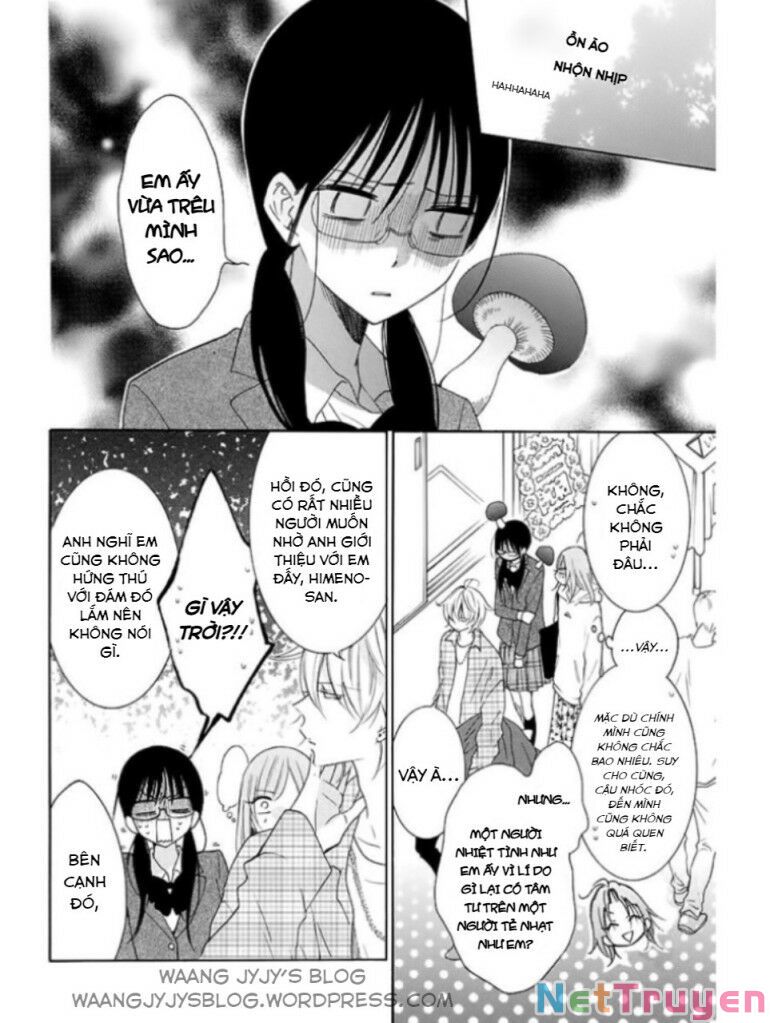 ỒN ÀO
NHỘN NHỊP
HAHHAHAHA
EM ẤY
VỪA TRÊU
MÌNH
SAO...
KHÔNG,
CHẮC
KHÔNG
PHẢI
ĐÂU...
...VẬY...
MẶC DÙ CHÍNH
MÌNH CŨNG
KHÔNG CHẮC
BAO NHIÊU. SUY
CHO CÙNG,
CẬU NHÓC ĐÓ,
ĐẾN MÌNH
CŨNG KHÔNG
QUÁ QUEN
BIẾT.
VẬY À...
NHƯNG...
MỘT NGƯỜI
NHIỆT TÌNH NHƯ
EM ẤY VÌ LÍ DO
GÌ LẠI CÓ TÂM
TƯ TRÊN MỘT
NGƯỜI TẺ NHẠT
NHƯ EM?
HỒI ĐÓ, CŨNG
CÓ RẤT NHIỀU
NGƯỜI MUỐN
NHỜ ANH GIỚI
THIỆU VỚI EM
ĐẤY, HIMENO-
SAN.
GÌ VẬY
TRỜI?!!
ANH NGHĨ EM
CŨNG KHÔNG
HỨNG THÚ
VỚI ĐÁM ĐÓ
LẮM NÊN
KHÔNG NÓI
GÌ.
BÊN
CẠNH
ĐÓ,
WAANG JYJY'S BLOG
WAANGJYJYSBLOG.WORDPRESS.COM
NetTruyen